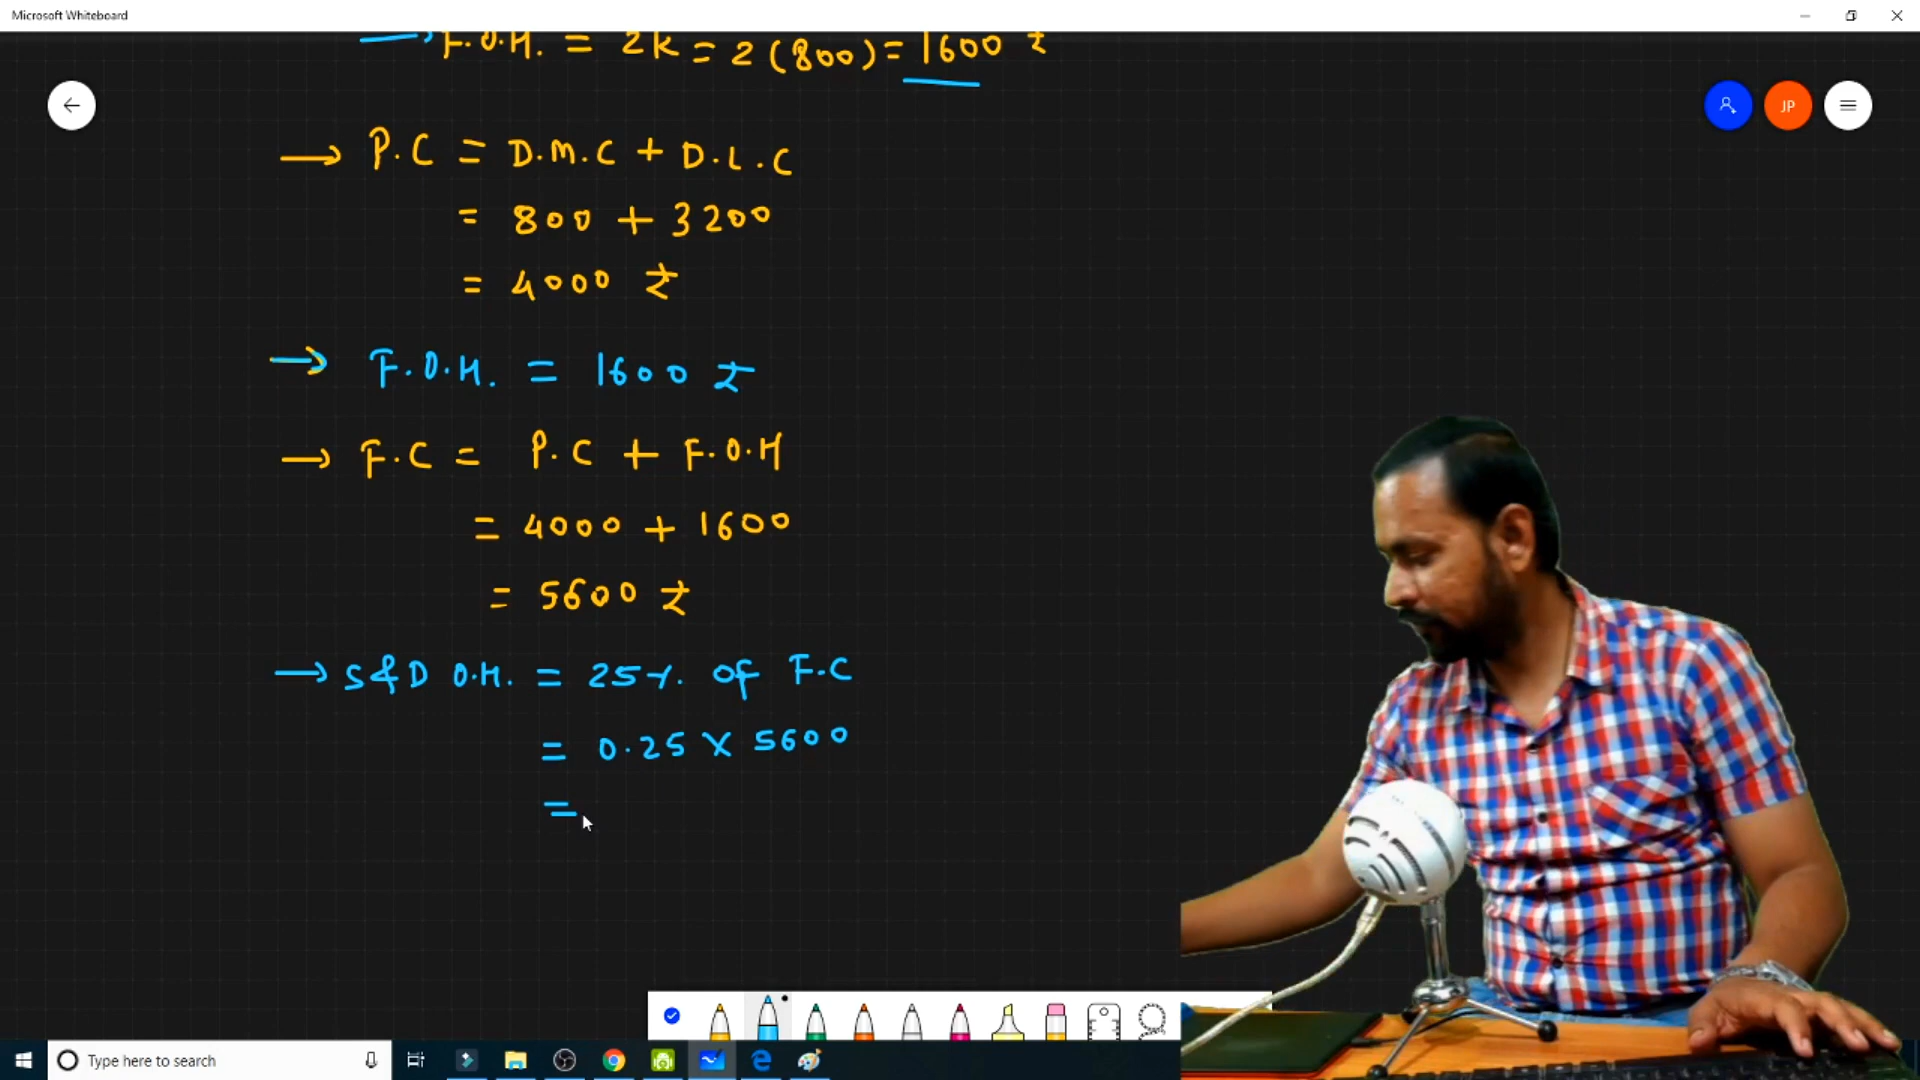 Microsoft Whiteboard
→ F.O.H. = 2K = 2(800) = 1600 ₹
JP
→ P.C = D.M.C + D.L.C
= 800 + 3200
= 4000 ₹
→ F.O.H. = 1600 ₹
→ F.C = P.C + F.O.H
= 4000 + 1600
= 5600 ₹
→ S&D O.H. = 25%. of F.C
= 0.25 × 5600
=
Type here to search